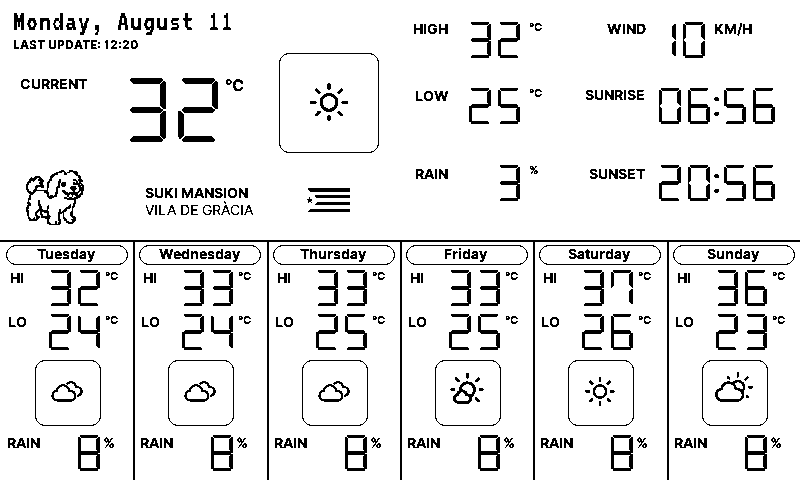 Monday, August 11
LAST UPDATE: 12:20
CURRENT 32 °C
SUKI MANSION
VILA DE GRÀCIA
HIGH 32 °C
LOW 25 °C
RAIN 3 %
WIND 10 KM/H
SUNRISE 06:56
SUNSET 20:56
Tuesday
HI 32 °C
LO 24 °C
RAIN 8 %
Wednesday
HI 33 °C
LO 24 °C
RAIN 8 %
Thursday
HI 33 °C
LO 25 °C
RAIN 8 %
Friday
HI 33 °C
LO 25 °C
RAIN 8 %
Saturday
HI 37 °C
LO 26 °C
RAIN 8 %
Sunday
HI 36 °C
LO 23 °C
RAIN 8 %